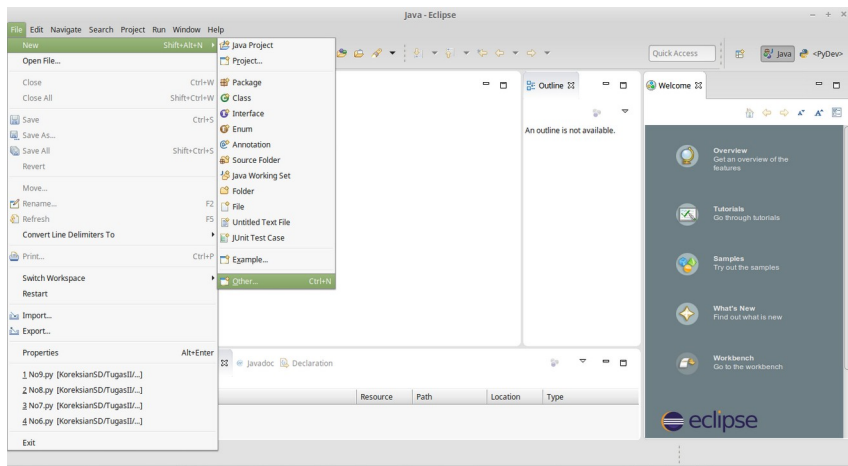 Java - Eclipse
File Edit Navigate Search Project Run Window Help
New Shift+Alt+N
Open File...
Close Ctrl+W
Close All Shift+Ctrl+W
Save Ctrl+S
Save As...
Save All Shift+Ctrl+S
Revert
Move...
Rename... F2
Refresh F5
Convert Line Delimiters To
Print... Ctrl+P
Switch Workspace
Restart
Import...
Export...
Properties Alt+Enter
1 No9.py [KoreksianSD/TugasII/...]
2 No8.py [KoreksianSD/TugasII/...]
3 No7.py [KoreksianSD/TugasII/...]
4 No6.py [KoreksianSD/TugasII/...]
Exit
Java Project
Project...
Package
Class
Interface
Enum
Annotation
Source Folder
Java Working Set
Folder
File
Untitled Text File
JUnit Test Case
Example...
Other... Ctrl+N
Quick Access Java <PyDev>
Outline
An outline is not available.
Welcome
Overview
Get an overview of the
features
Tutorials
Go through tutorials
Samples
Try out the samples
What's New
Find out what is new
Workbench
Go to the workbench
eclipse
Javadoc Declaration
Resource Path Location Type